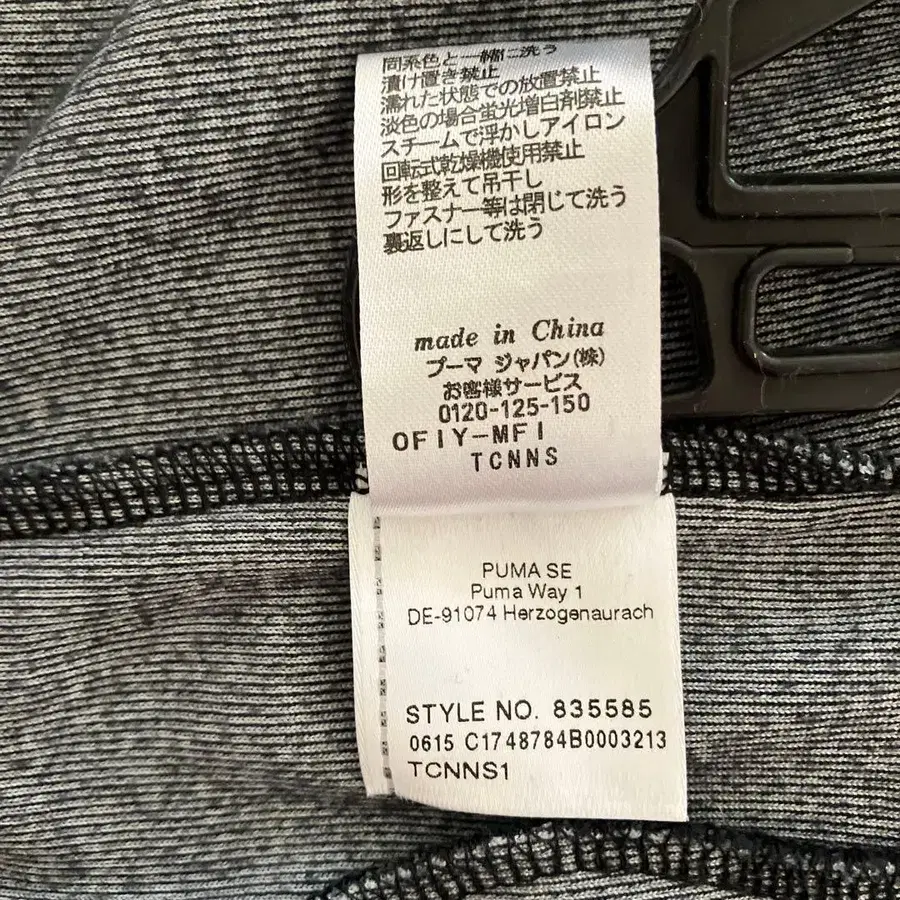 同系色と一緒に洗う
漬け置き禁止
濡れた状態での放置禁止
淡色の場合蛍光増白剤禁止
スチームで浮かしアイロン
回転式乾燥機使用禁止
形を整えて吊干し
ファスナー等は閉じて洗う
裏返しにして洗う
made in China
プーマ ジャパン(株)
お客様サービス
0120-125-150
OFIY-MFI
TCNNS
PUMA SE
Puma Way 1
DE-91074 Herzogenaurach
STYLE NO. 835585
0615 C1748784B0003213
TCNNS1